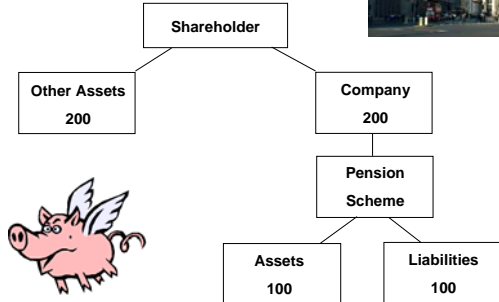 Shareholder
Other Assets
200
Company
200
Pension
Scheme
Assets
100
Liabilities
100